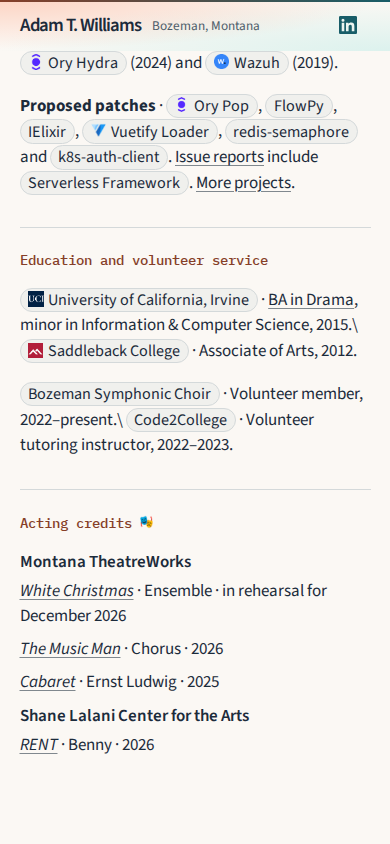 Adam T. Williams Bozeman, Montana in
Ory Hydra (2024) and Wazuh (2019).
Proposed patches · Ory Pop, FlowPy,
IElixir, Vuetify Loader, redis-semaphore
and k8s-auth-client. Issue reports include
Serverless Framework. More projects.
Education and volunteer service
UCI University of California, Irvine · BA in Drama,
minor in Information & Computer Science, 2015.\
Saddleback College · Associate of Arts, 2012.
Bozeman Symphonic Choir · Volunteer member,
2022–present.\ Code2College · Volunteer
tutoring instructor, 2022–2023.
Acting credits
Montana TheatreWorks
White Christmas · Ensemble · in rehearsal for
December 2026
The Music Man · Chorus · 2026
Cabaret · Ernst Ludwig · 2025
Shane Lalani Center for the Arts
RENT · Benny · 2026